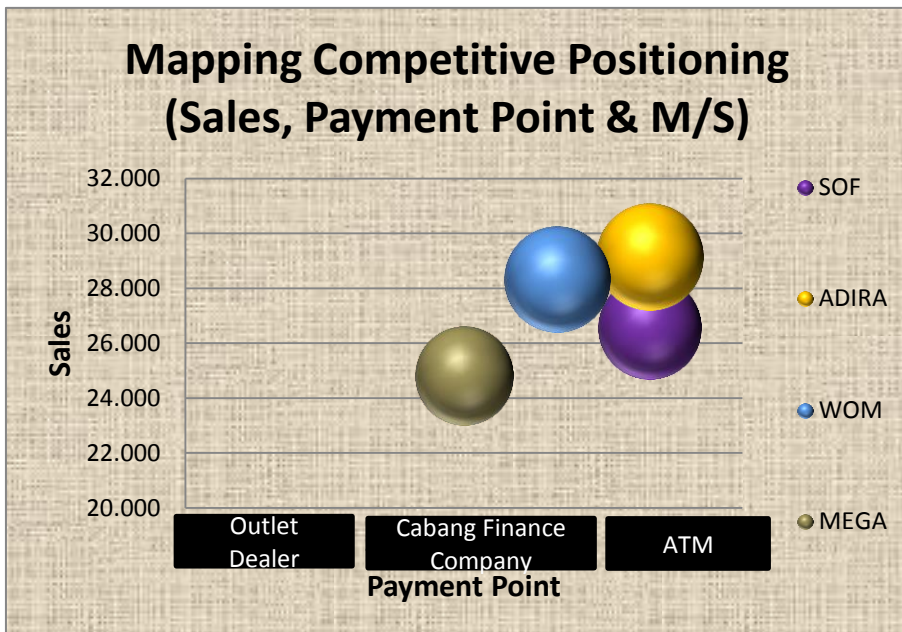 Mapping Competitive Positioning
(Sales, Payment Point & M/S)
32.000
30.000
28.000
26.000
24.000
22.000
20.000
Sales
Outlet
Dealer
Cabang Finance
Company
ATM
Payment Point
SOF
ADIRA
WOM
MEGA